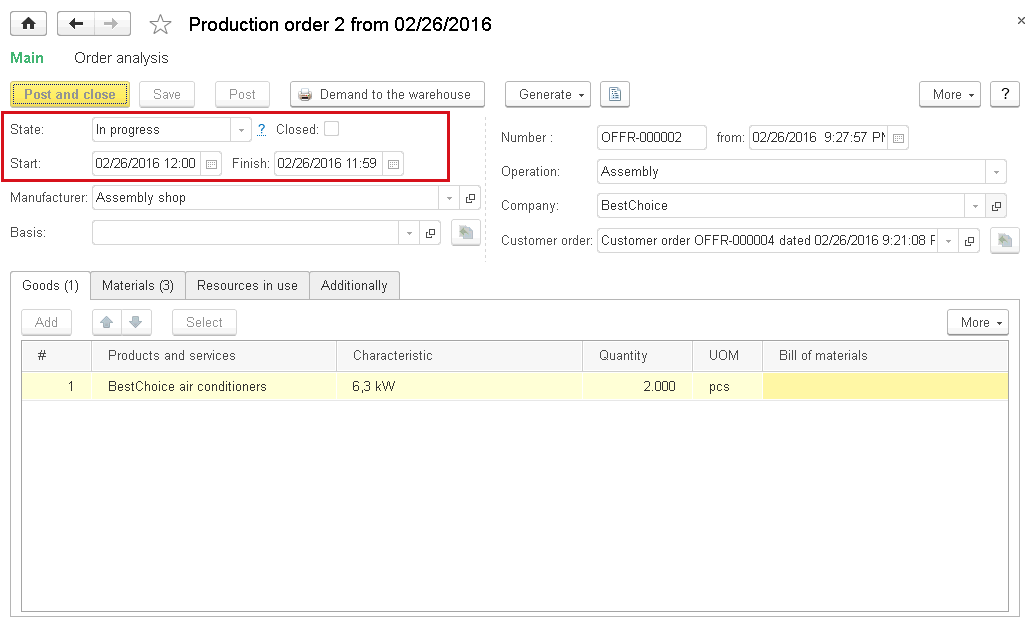 Production order 2 from 02/26/2016
Main Order analysis
Post and close Save Post Demand to the warehouse Generate More ?
State: In progress ? Closed:
Start: 02/26/2016 12:00 Finish: 02/26/2016 11:59
Manufacturer: Assembly shop
Basis:
Number : OFFR-000002 from: 02/26/2016 9:27:57 PM
Operation: Assembly
Company: BestChoice
Customer order: Customer order OFFR-000004 dated 02/26/2016 9:21:08 P
Goods (1) Materials (3) Resources in use Additionally
Add Select More
# Products and services Characteristic Quantity UOM Bill of materials
1 BestChoice air conditioners 6,3 kW 2.000 pcs